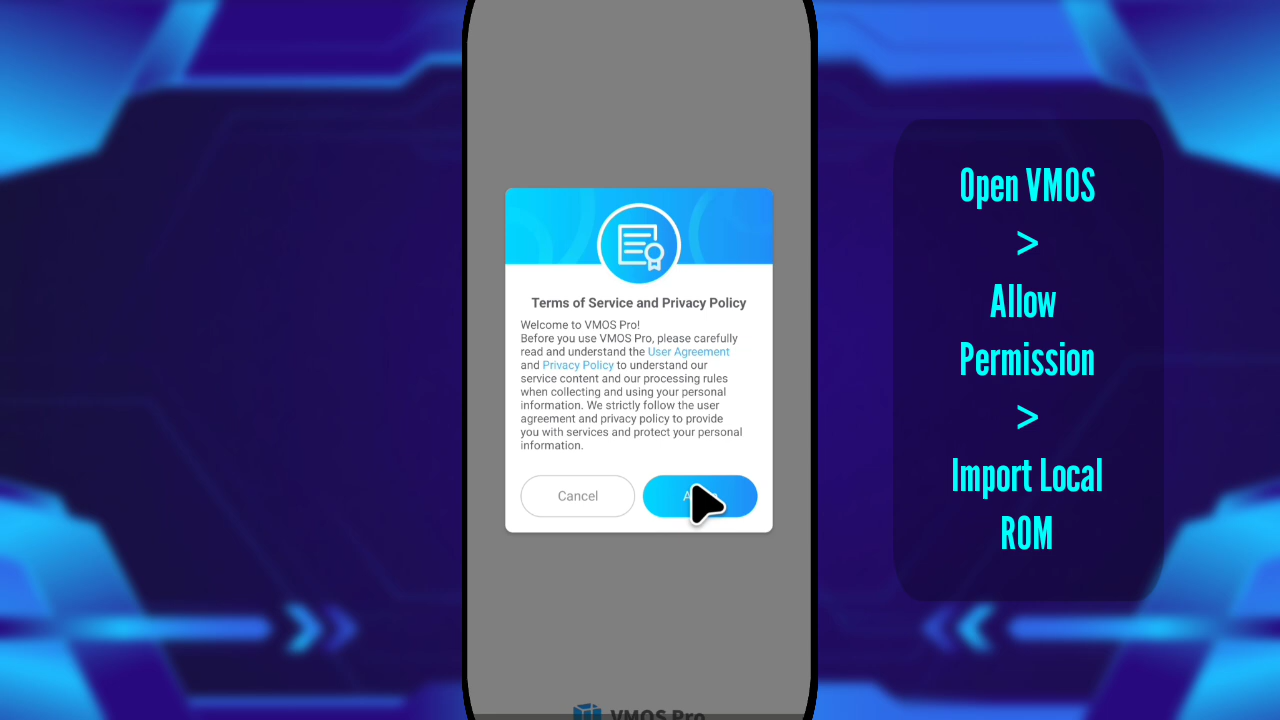 Terms of Service and Privacy Policy
Welcome to VMOS Pro!
Before you use VMOS Pro, please carefully
read and understand the User Agreement
and Privacy Policy to understand our
service content and our processing rules
when collecting and using your personal
information. We strictly follow the user
agreement and privacy policy to provide
you with services and protect your personal
information.
Cancel
VMOS Pro
Open VMOS
>
Allow
Permission
>
Import Local
ROM